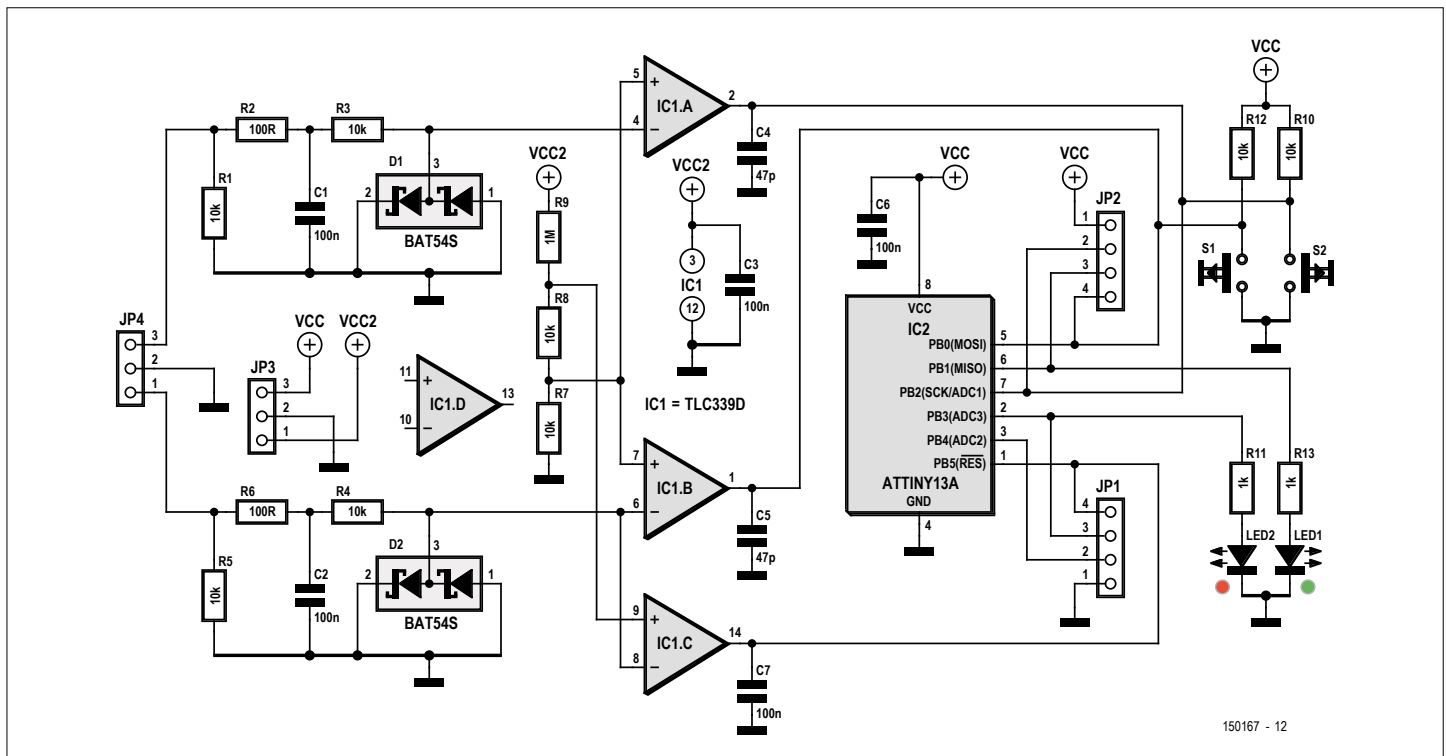 VCC
R2
100R
R3
10k
5
+
4
−
IC1.A
2
C4
47p
R12
10k
R10
10k
R1
10k
C1
100n
D1
3
2
1
BAT54S
VCC2
R9
1M
VCC2
3
IC1
12
C3
100n
VCC
C6
100n
VCC
JP2
1
2
3
4
S1
S2
JP4
3
2
1
VCC
VCC2
JP3
3
2
1
11
+
10
−
IC1.D
13
R8
10k
R7
10k
IC1 = TLC339D
8
VCC
IC2
PB0(MOSI)
5
PB1(MISO)
6
PB2(SCK/ADC1)
7
PB3(ADC3)
2
PB4(ADC2)
3
PB5(RES)
1
ATTINY13A
GND
4
R11
1k
R13
1k
JP1
4
3
2
1
LED2
LED1
R6
100R
R4
10k
7
+
6
−
IC1.B
1
C5
47p
R5
10k
C2
100n
D2
3
2
1
BAT54S
9
+
8
−
IC1.C
14
C7
100n
150167 - 12